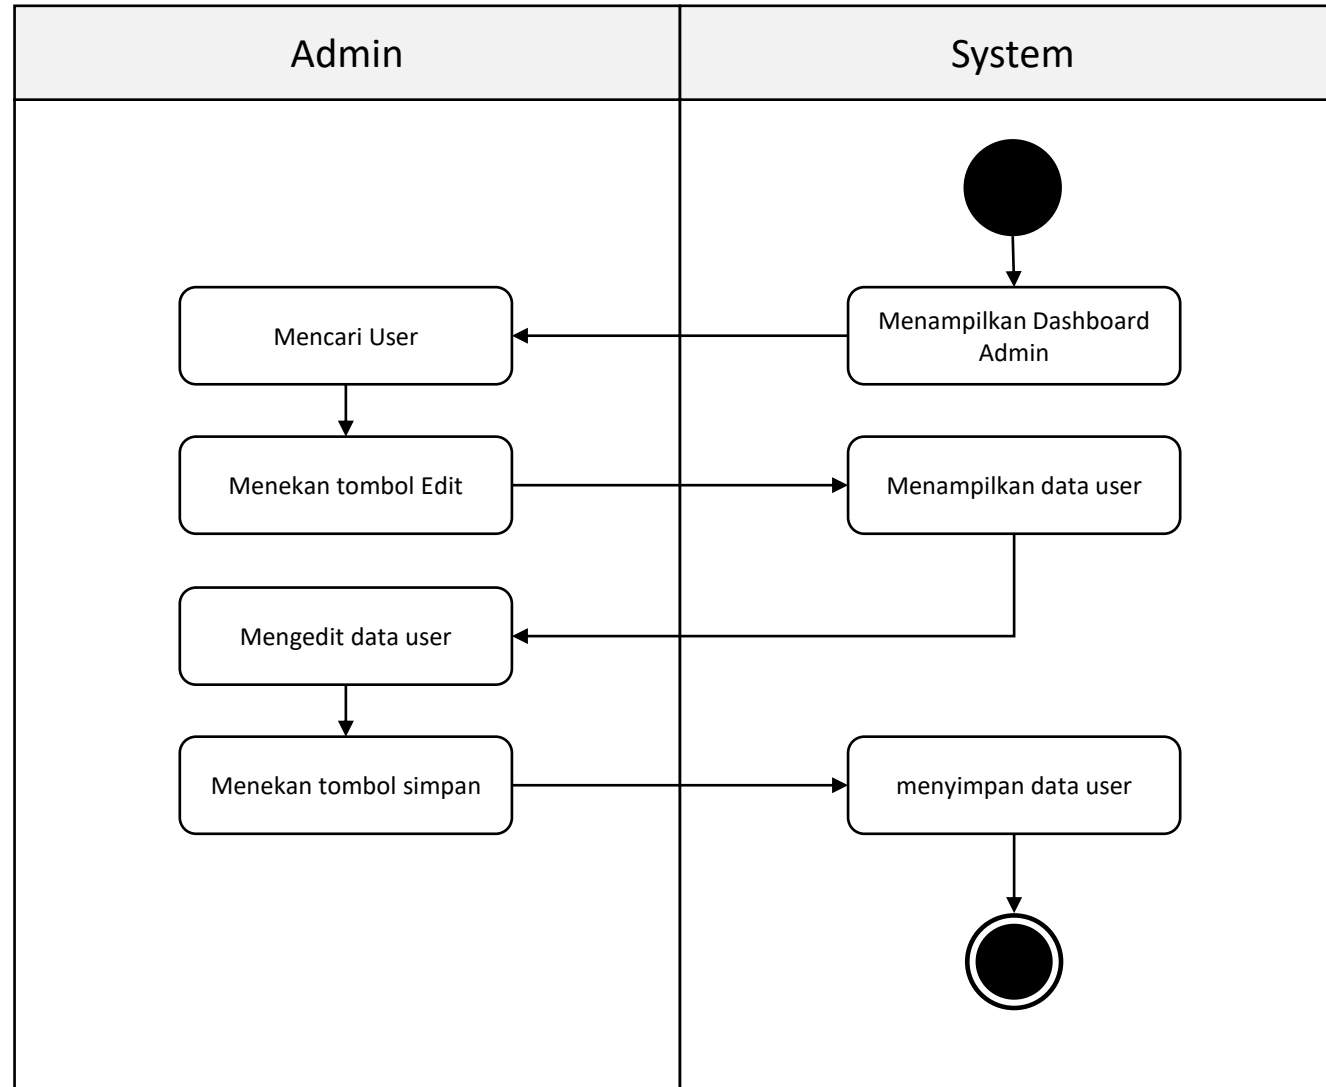 Admin
System
Menampilkan Dashboard
Admin
Mencari User
Menekan tombol Edit
Menampilkan data user
Mengedit data user
Menekan tombol simpan
menyimpan data user